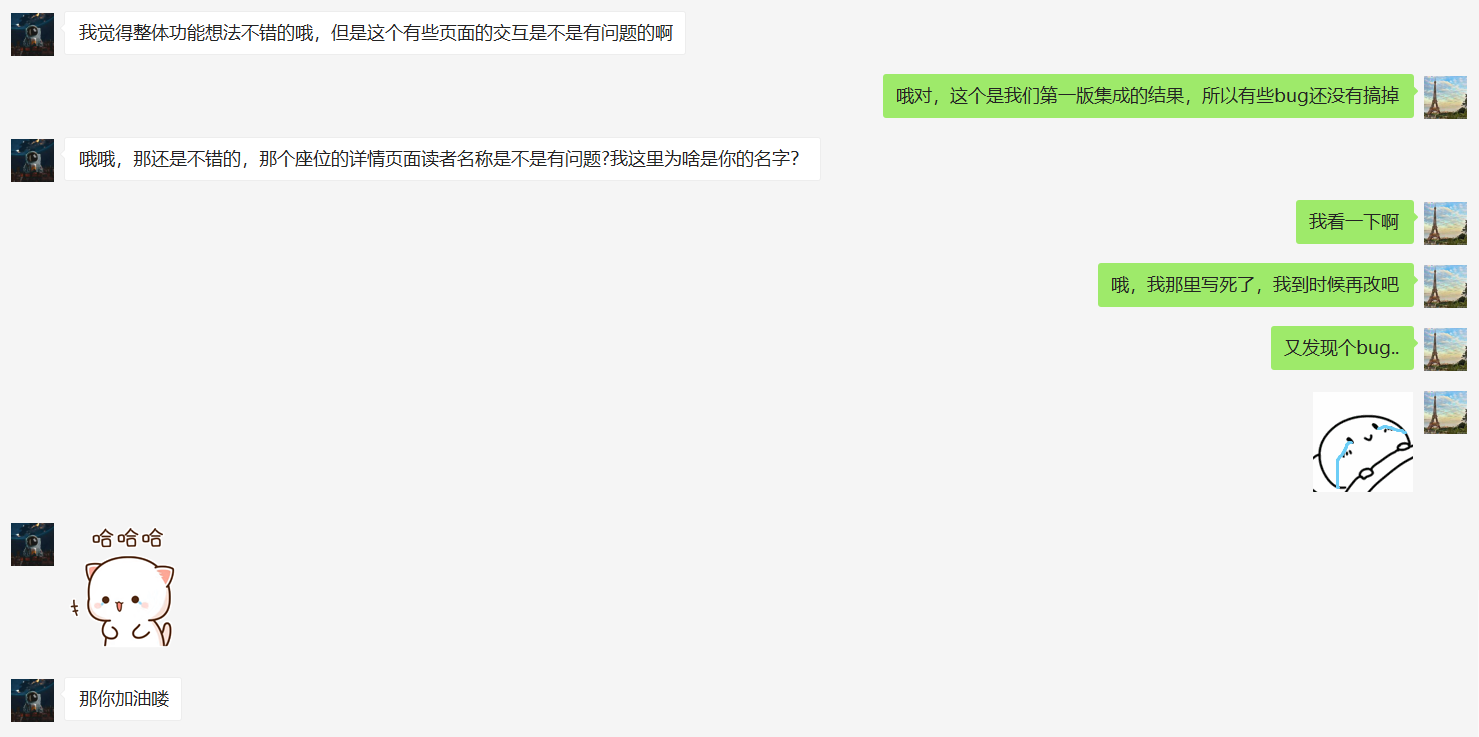 我觉得整体功能想法不错的哦，但是这个有些页面的交互是不是有问题的啊
哦对，这个是我们第一版集成的结果，所以有些bug还没有搞掉
哦哦，那还是不错的，那个座位的详情页面读者名称是不是有问题?我这里为啥是你的名字？
我看一下啊
哦，我那里写死了，我到时候再改吧
又发现个bug..
哈哈哈
那你加油喽